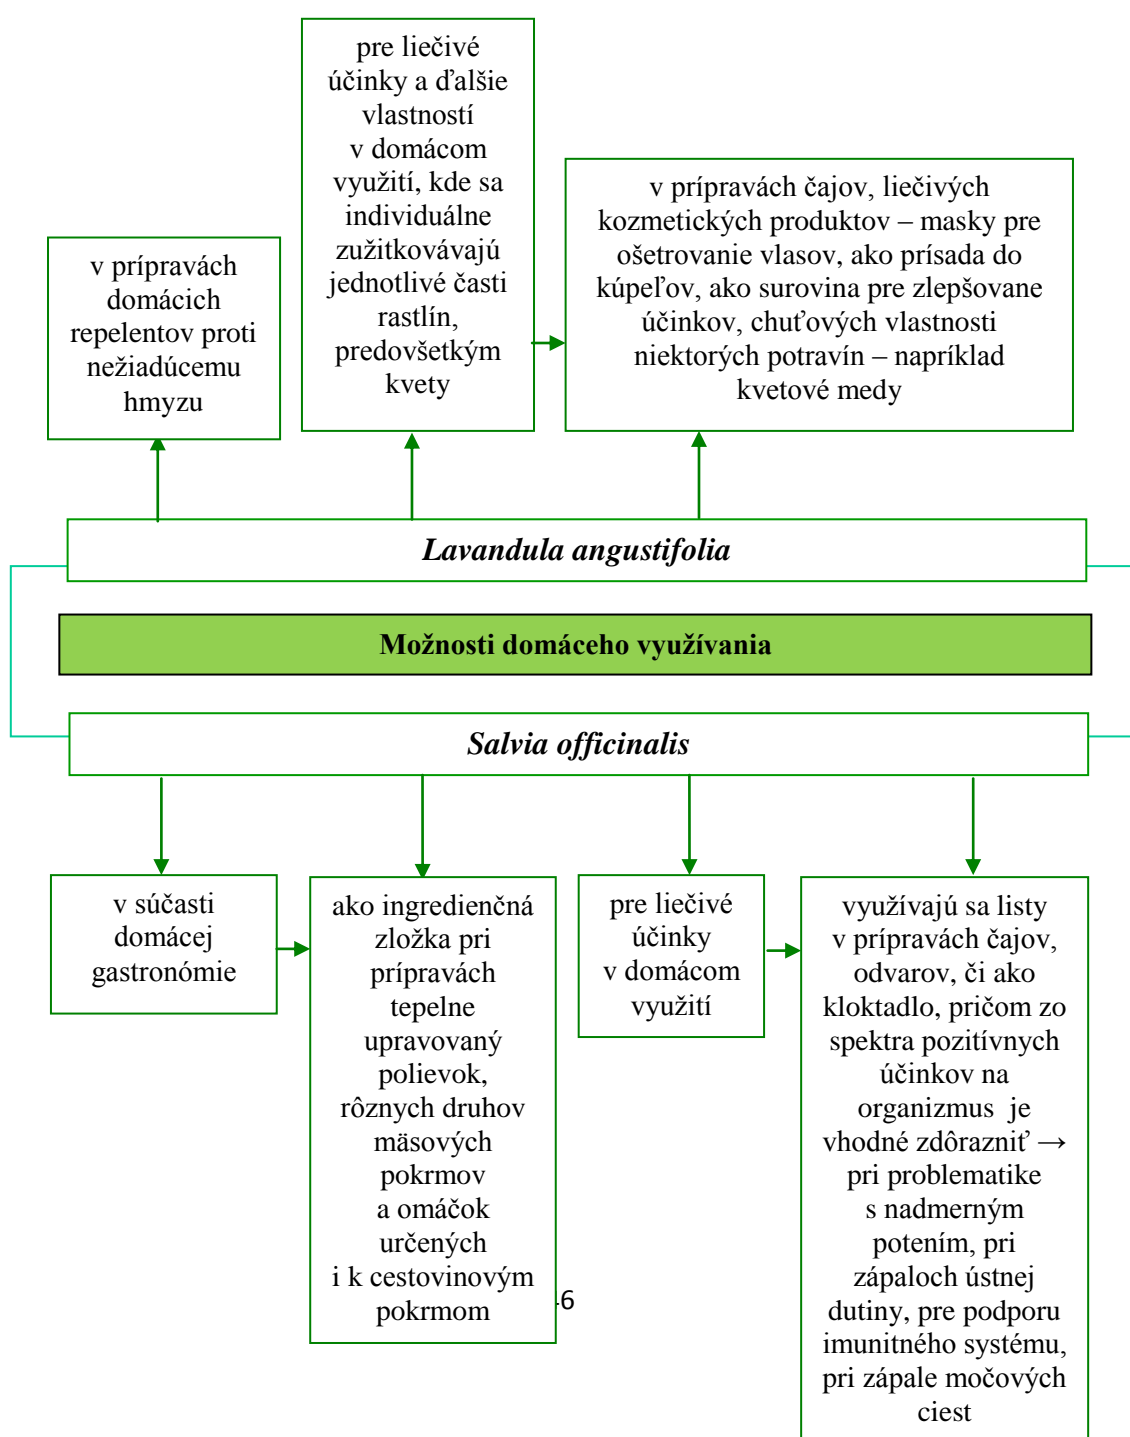 pre liečivé
účinky a ďalšie
vlastností
v domácom
využití, kde sa
individuálne
zužitkovávajú
jednotlivé časti
rastlín,
predovšetkým
kvety
v prípravách čajov, liečivých
kozmetických produktov – masky pre
ošetrovanie vlasov, ako prísada do
kúpeľov, ako surovina pre zlepšovane
účinkov, chuťových vlastnosti
niektorých potravín – napríklad
kvetové medy
v prípravách
domácich
repelentov proti
nežiadúcemu
hmyzu
Lavandula angustifolia
Možnosti domáceho využívania
Salvia officinalis
v súčasti
domácej
gastronómie
ako ingredienčná
zložka pri
prípravách
tepelne
upravovaný
polievok,
rôznych druhov
mäsových
pokrmov
a omáčok
určených
i k cestovinovým
pokrmom
pre liečivé
účinky
v domácom
využití
využívajú sa listy
v prípravách čajov,
odvarov, či ako
kloktadlo, pričom zo
spektra pozitívnych
účinkov na
organizmus je
vhodné zdôrazniť →
pri problematike
s nadmerným
potením, pri
zápaloch ústnej
dutiny, pre podporu
imunitného systému,
pri zápale močových
ciest